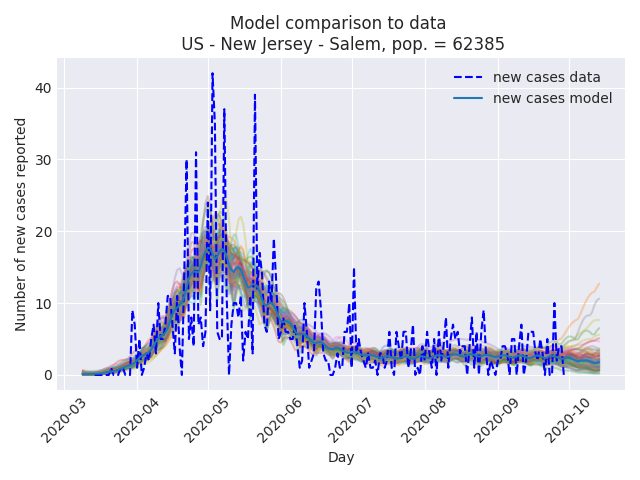 Model comparison to data
US - New Jersey - Salem, pop. = 62385
new cases data
new cases model
Number of new cases reported
40
30
20
10
0
2020-03
2020-04
2020-05
2020-06
2020-07
2020-08
2020-09
2020-10
Day